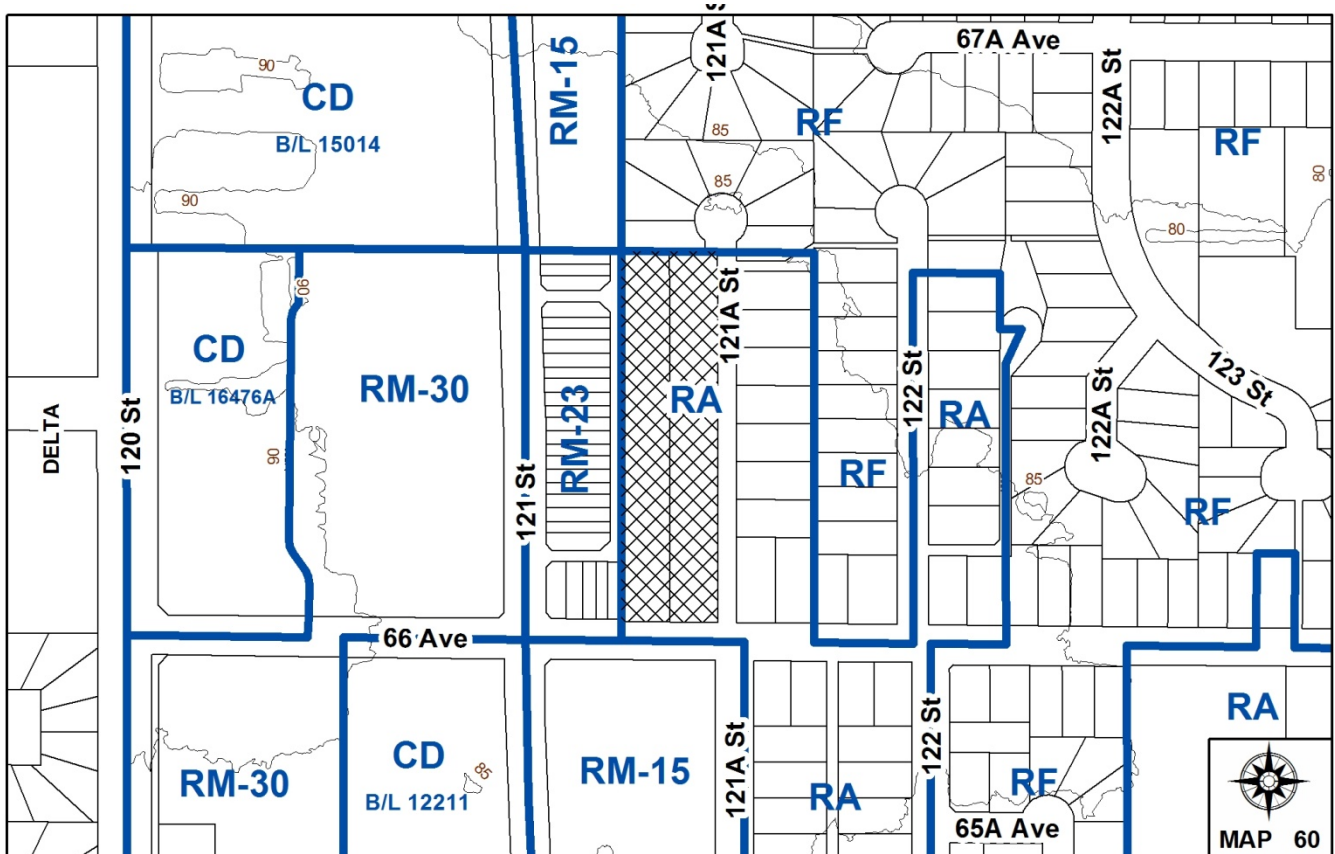 121A S
67A Ave
122A St
90
CD
B/L 15014
RM-15
85
RF
RF
80
85
90
80
90
CD
B/L 16476A
RM-30
90
DELTA
120 St
121 St
RM-23
RA
121A St
RF
122 St
RA
85
122A St
123 St
RF
66 Ave
RM-30
CD
B/L 12211
85
RM-15
121A St
RA
122 St
RF
65A Ave
RA
MAP 60